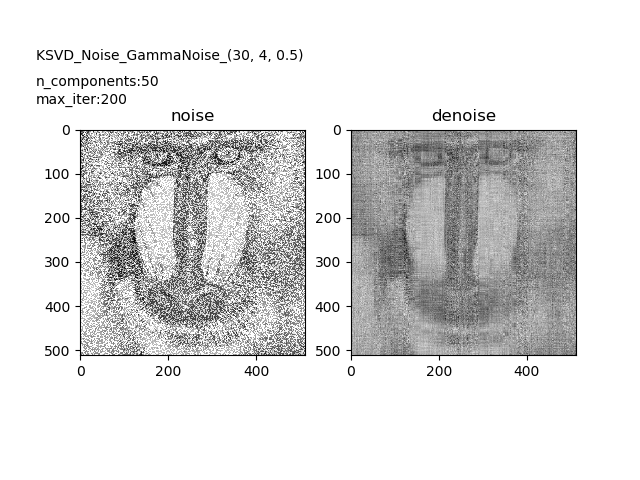 KSVD_Noise_GammaNoise_(30, 4, 0.5)
n_components:50
max_iter:200
noise
denoise
0
100
200
300
400
500
0 200 400
0
100
200
300
400
500
0 200 400